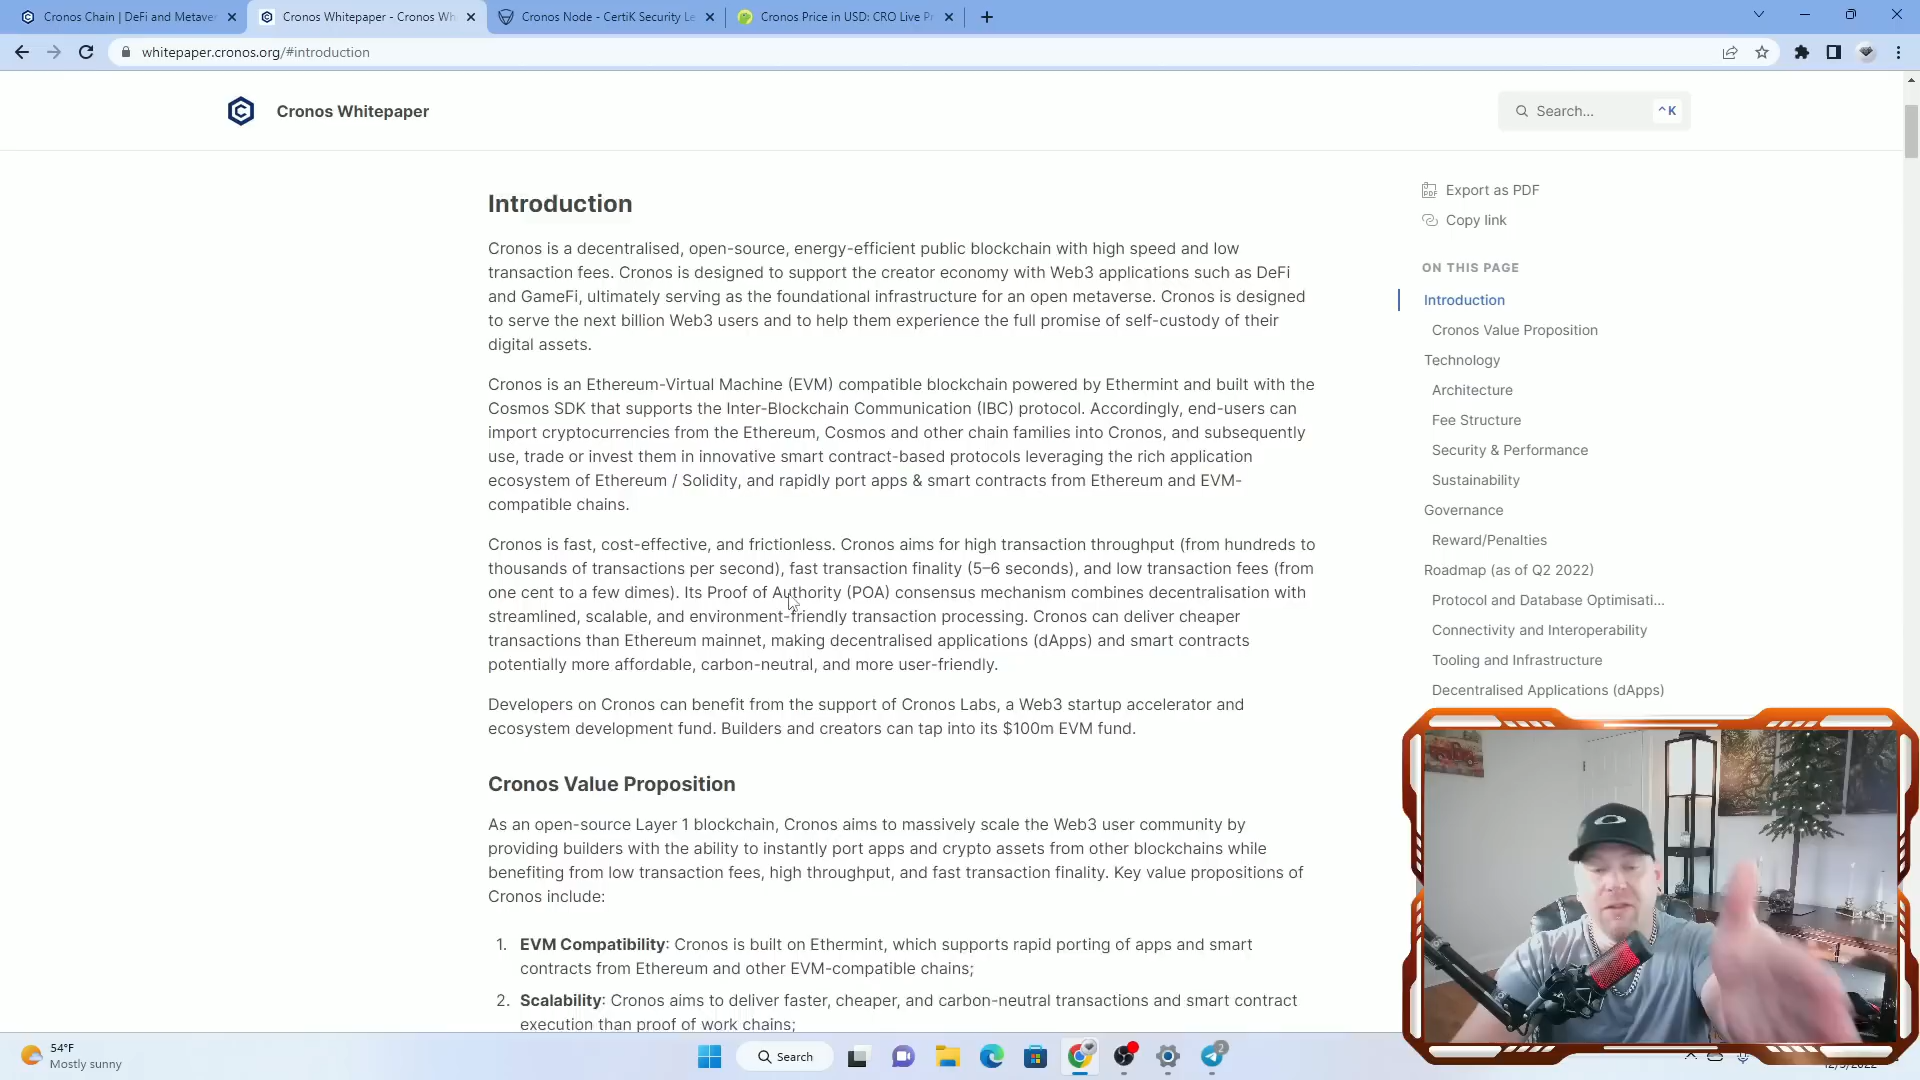 Cronos Chain | DeFi and Metaver
Cronos Whitepaper - Cronos Wh
Cronos Node - CertiK Security Le
Cronos Price in USD: CRO Live Pr
whitepaper.cronos.org/#introduction
Cronos Whitepaper
Search...
^K
Introduction
Cronos is a decentralised, open-source, energy-efficient public blockchain with high speed and low
transaction fees. Cronos is designed to support the creator economy with Web3 applications such as DeFi
and GameFi, ultimately serving as the foundational infrastructure for an open metaverse. Cronos is designed
to serve the next billion Web3 users and to help them experience the full promise of self-custody of their
digital assets.
Cronos is an Ethereum-Virtual Machine (EVM) compatible blockchain powered by Ethermint and built with the
Cosmos SDK that supports the Inter-Blockchain Communication (IBC) protocol. Accordingly, end-users can
import cryptocurrencies from the Ethereum, Cosmos and other chain families into Cronos, and subsequently
use, trade or invest them in innovative smart contract-based protocols leveraging the rich application
ecosystem of Ethereum / Solidity, and rapidly port apps & smart contracts from Ethereum and EVM-
compatible chains.
Cronos is fast, cost-effective, and frictionless. Cronos aims for high transaction throughput (from hundreds to
thousands of transactions per second), fast transaction finality (5–6 seconds), and low transaction fees (from
one cent to a few dimes). Its Proof of Authority (POA) consensus mechanism combines decentralisation with
streamlined, scalable, and environment-friendly transaction processing. Cronos can deliver cheaper
transactions than Ethereum mainnet, making decentralised applications (dApps) and smart contracts
potentially more affordable, carbon-neutral, and more user-friendly.
Developers on Cronos can benefit from the support of Cronos Labs, a Web3 startup accelerator and
ecosystem development fund. Builders and creators can tap into its $100m EVM fund.
Cronos Value Proposition
As an open-source Layer 1 blockchain, Cronos aims to massively scale the Web3 user community by
providing builders with the ability to instantly port apps and crypto assets from other blockchains while
benefiting from low transaction fees, high throughput, and fast transaction finality. Key value propositions of
Cronos include:
1. EVM Compatibility: Cronos is built on Ethermint, which supports rapid porting of apps and smart
contracts from Ethereum and other EVM-compatible chains;
2. Scalability: Cronos aims to deliver faster, cheaper, and carbon-neutral transactions and smart contract
execution than proof of work chains;
Export as PDF
Copy link
ON THIS PAGE
Introduction
Cronos Value Proposition
Technology
Architecture
Fee Structure
Security & Performance
Sustainability
Governance
Reward/Penalties
Roadmap (as of Q2 2022)
Protocol and Database Optimisati...
Connectivity and Interoperability
Tooling and Infrastructure
Decentralised Applications (dApps)
54°F
Mostly sunny
Search
2